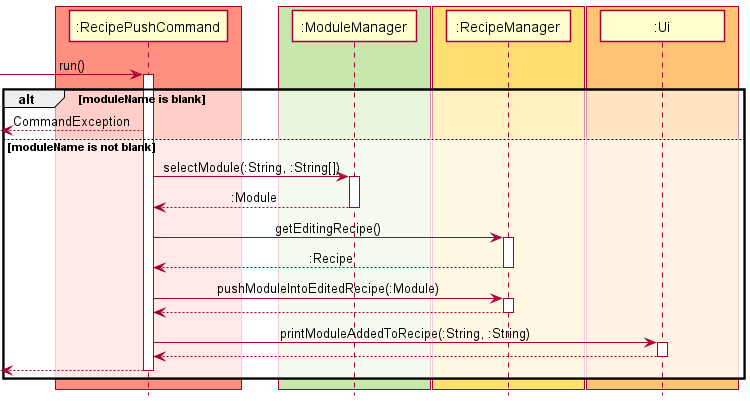 :RecipePushCommand
:ModuleManager
:RecipeManager
:Ui
run()
alt
[moduleName is blank]
CommandException
[moduleName is not blank]
selectModule(:String, :String[])
:Module
getEditingRecipe()
:Recipe
pushModuleIntoEditedRecipe(:Module)
printModuleAddedToRecipe(:String, :String)